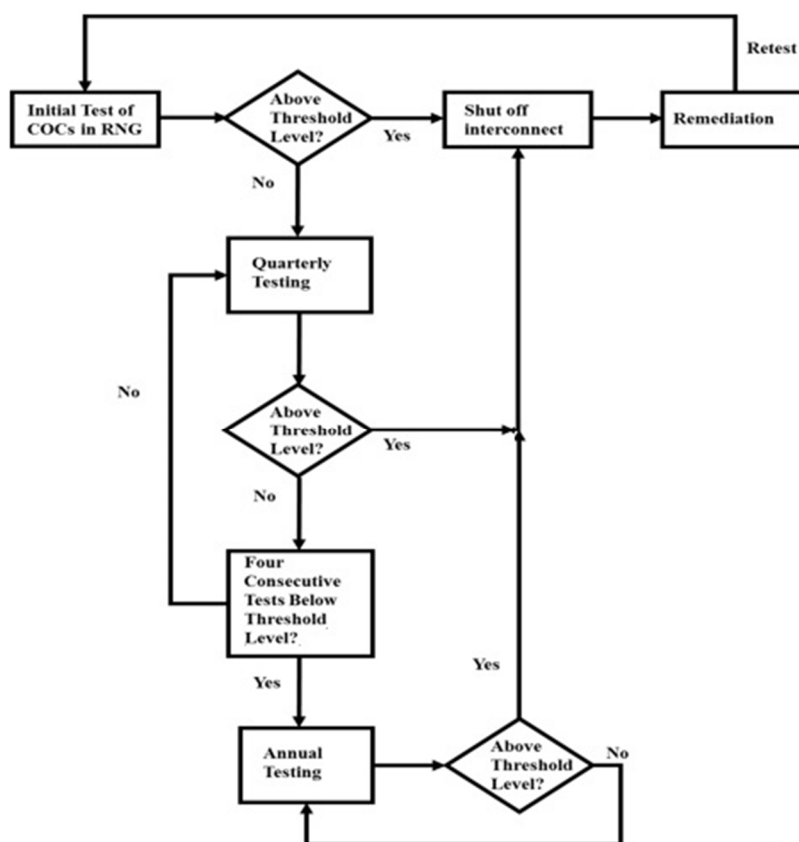 Retest
Initial Test of
COCs in RNG
Above
Threshold
Level?
Yes
Shut off
interconnect
Remediation
No
Quarterly
Testing
No
Above
Threshold
Level?
Yes
No
Four
Consecutive
Tests Below
Threshold
Level?
Yes
Yes
Annual
Testing
Above
Threshold
Level?
No